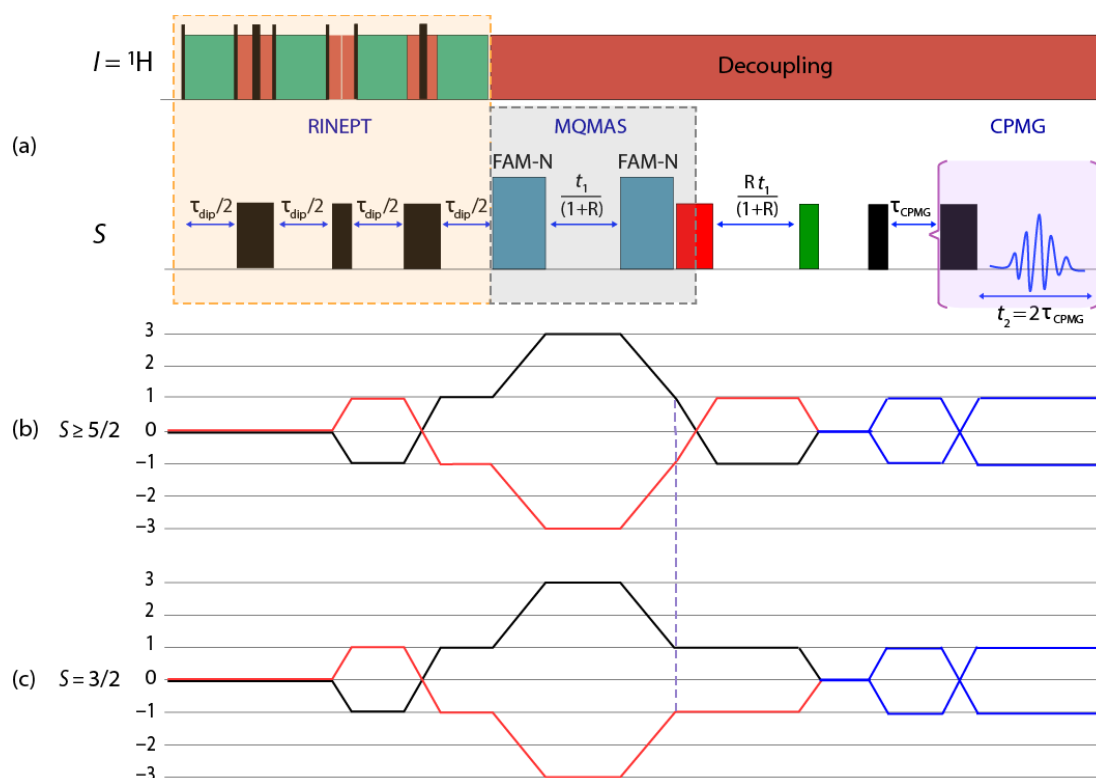 I = ¹H
Decoupling
RINEPT
MQMAS
CPMG
(a)
FAM-N
FAM-N
S
τdip/2
τdip/2
τdip/2
τdip/2
t₁
(1+R)
R t₁
(1+R)
τCPMG
t₂ = 2τCPMG
3
2
1
(b) S ≥ 5/2
0
−1
−2
−3
3
2
1
(c) S = 3/2
0
−1
−2
−3